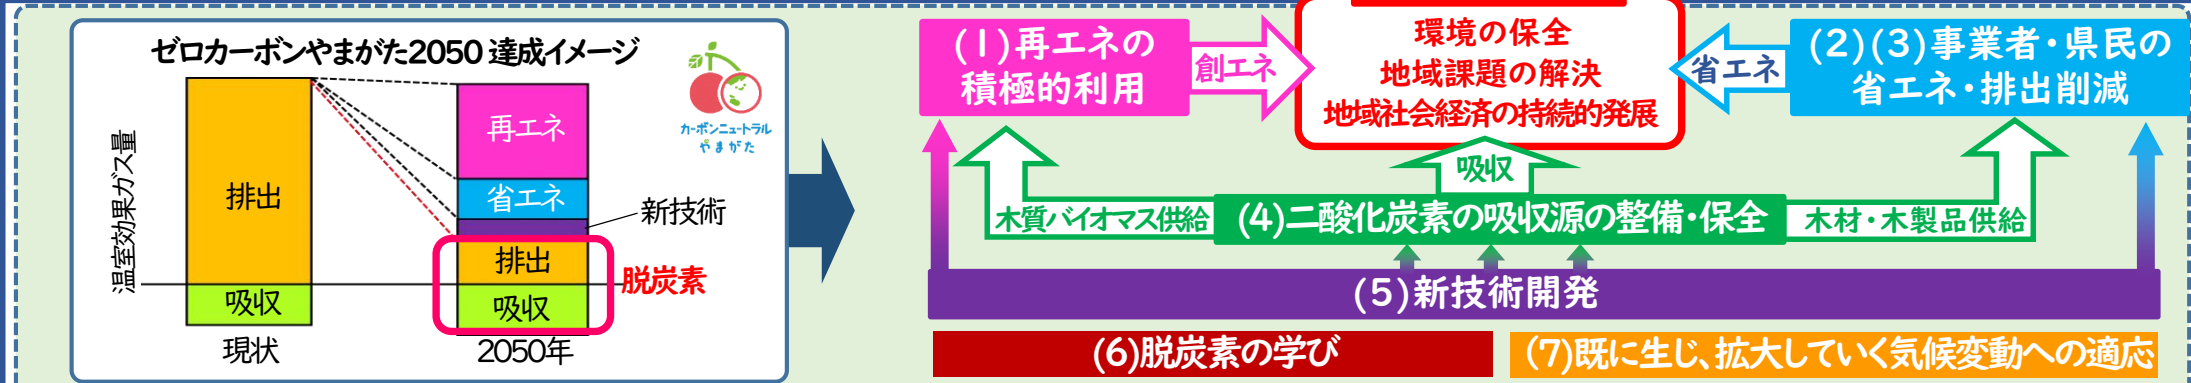 ゼロカーボンやまがた2050 達成イメージ
カーボンニュートラル
やまがた
温室効果ガス量
排出
吸収
現状
再エネ
省エネ
新技術
排出
吸収
脱炭素
2050年
(1)再エネの
積極的利用
創エネ
環境の保全
地域課題の解決
地域社会経済の持続的発展
省エネ
(2)(3)事業者・県民の
省エネ・排出削減
吸収
木質バイオマス供給
(4)二酸化炭素の吸収源の整備・保全
木材・木製品供給
(5)新技術開発
(6)脱炭素の学び
(7)既に生じ、拡大していく気候変動への適応